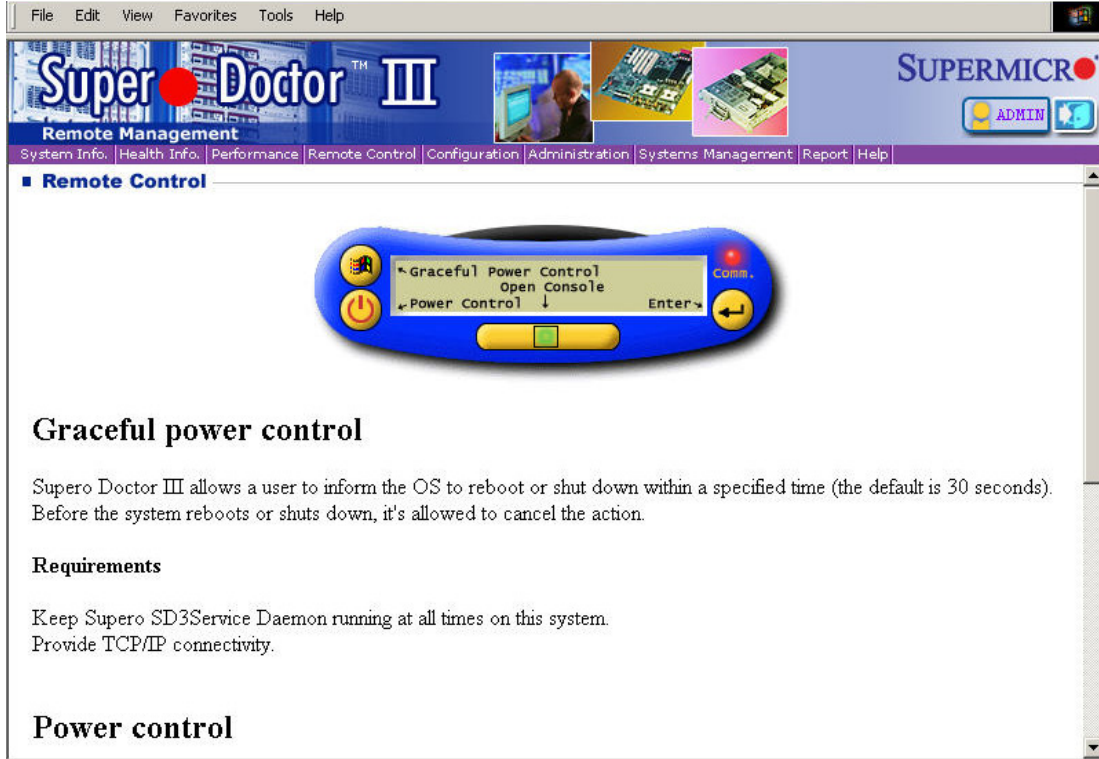 File Edit View Favorites Tools Help
Super Doctor™ III
SUPERMICR
Remote Management
ADMIN
System Info. Health Info. Performance Remote Control Configuration Administration Systems Management Report Help
Remote Control
Graceful Power Control
Open Console
Power Control Enter
Comm.
Graceful power control
Supero Doctor III allows a user to inform the OS to reboot or shut down within a specified time (the default is 30 seconds).
Before the system reboots or shuts down, it's allowed to cancel the action.
Requirements
Keep Supero SD3Service Daemon running at all times on this system.
Provide TCP/IP connectivity.
Power control